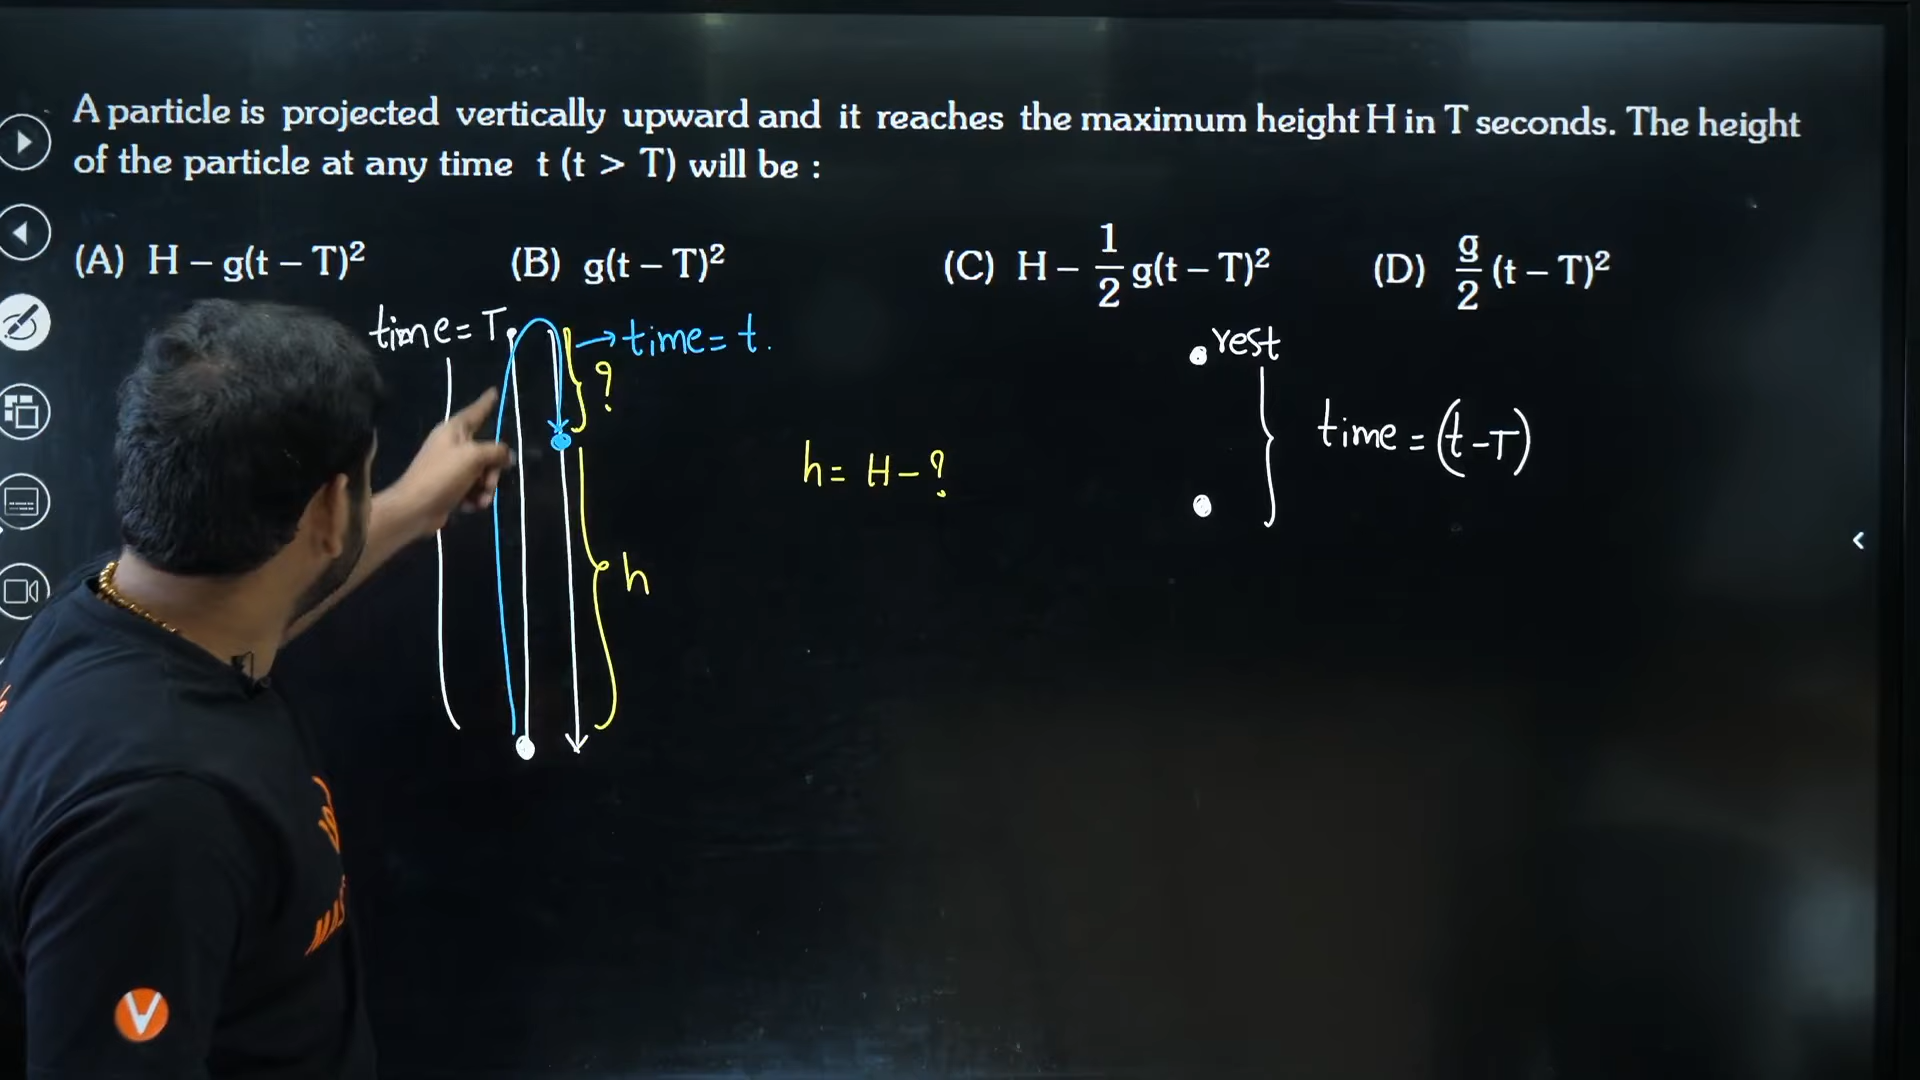 A particle is projected vertically upward and it reaches the maximum height H in T seconds. The height
of the particle at any time t (t > T) will be :
(A) H – g(t – T)²
(B) g(t – T)²
(C) H – 1/2 g(t – T)²
(D) g/2 (t – T)²
time = T
→ time = t.
?
h
h = H – ?
rest
time = (t-T)
V